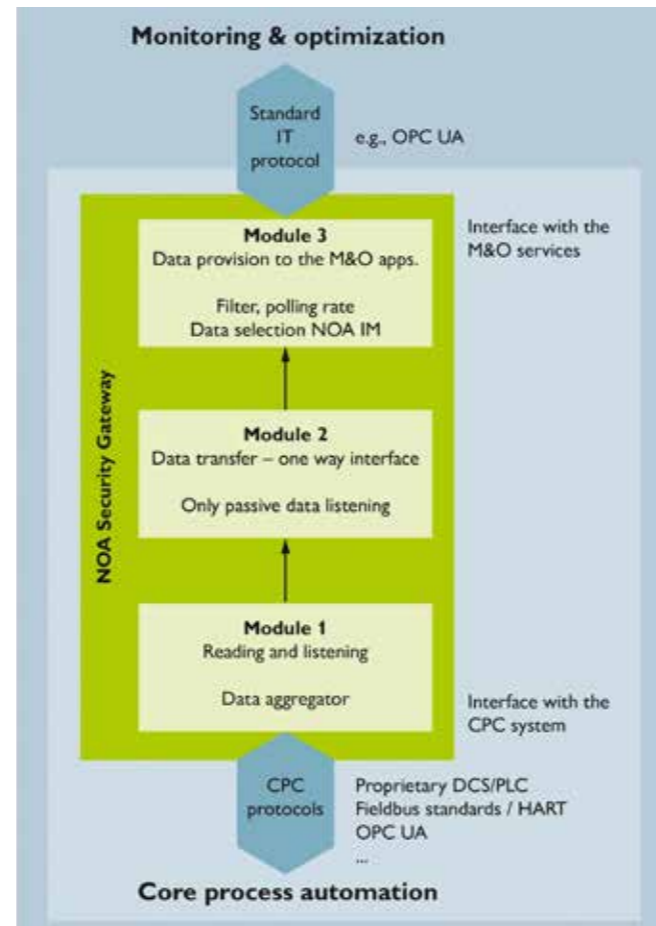 Monitoring & optimization
Standard
IT
protocol
e.g., OPC UA
Interface with the
M&O services
Module 3
Data provision to the M&O apps.
Filter, polling rate
Data selection NOA IM
NOA Security Gateway
Module 2
Data transfer – one way interface
Only passive data listening
Module 1
Reading and listening
Data aggregator
Interface with the
CPC system
CPC
protocols
Proprietary DCS/PLC
Fieldbus standards / HART
OPC UA
...
Core process automation